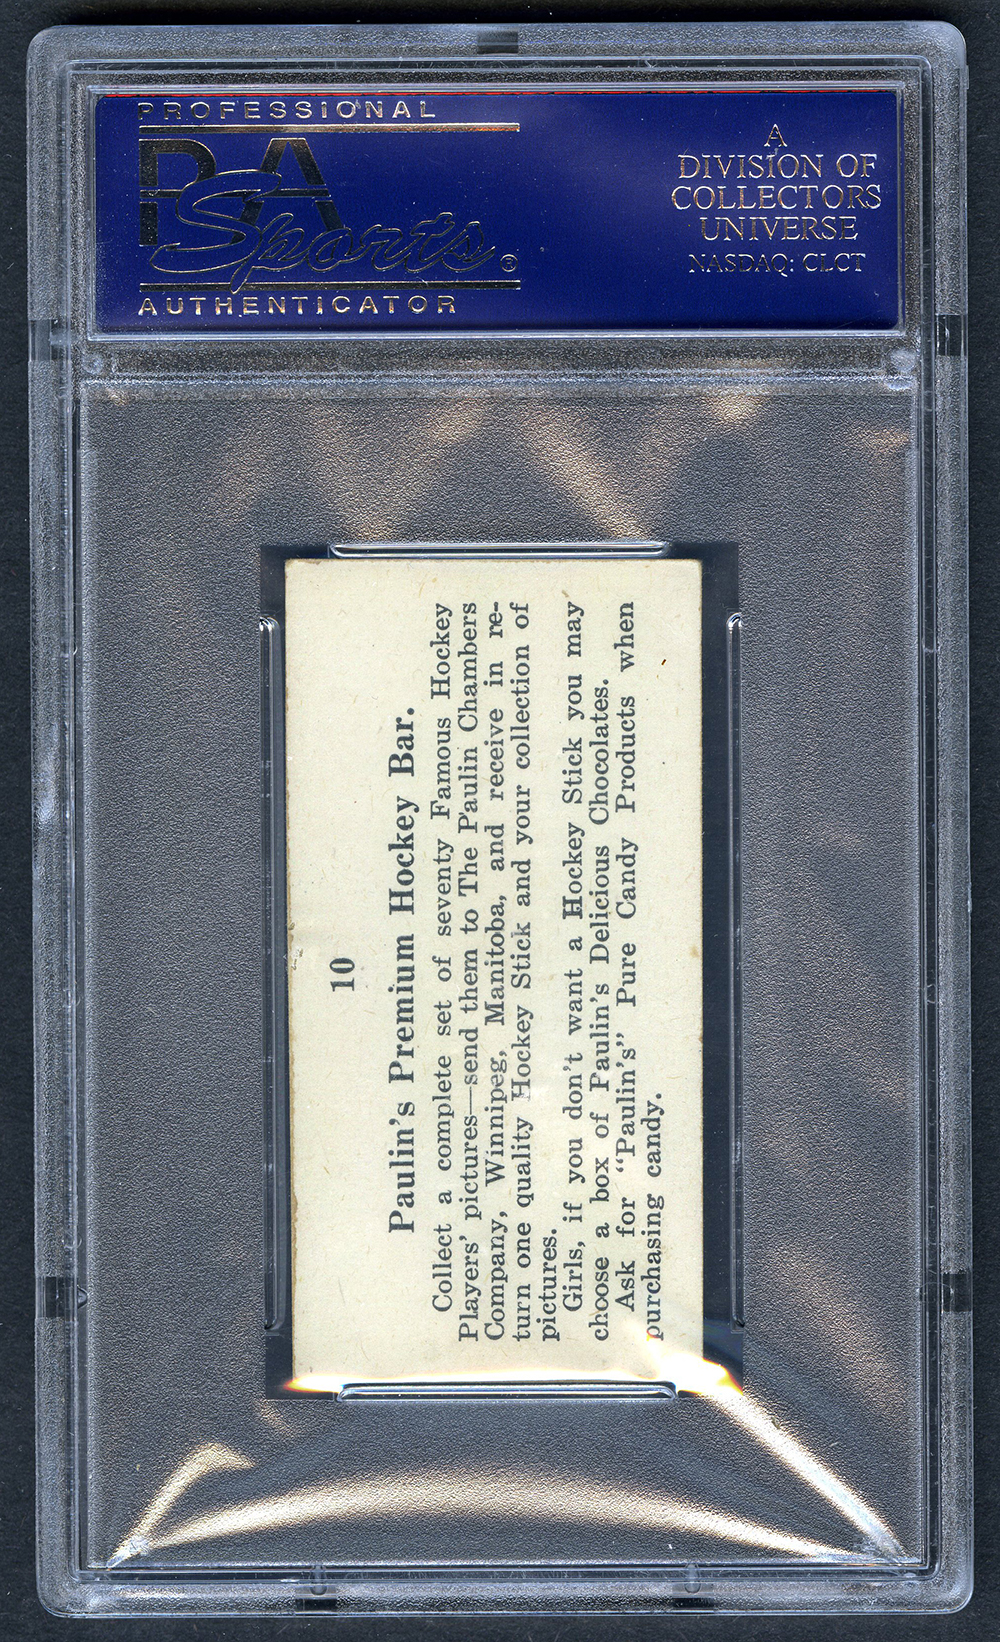 PROFESSIONAL
PSA
Sports®
AUTHENTICATOR
A
DIVISION OF
COLLECTORS
UNIVERSE
NASDAQ: CLCT
10
Paulin's Premium Hockey Bar.
Collect a complete set of seventy Famous Hockey
Players' pictures—send them to The Paulin Chambers
Company, Winnipeg, Manitoba, and receive in re-
turn one quality Hockey Stick and your collection of
pictures.
Girls, if you don't want a Hockey Stick you may
choose a box of Paulin's Delicious Chocolates.
Ask for "Paulin's" Pure Candy Products when
purchasing candy.